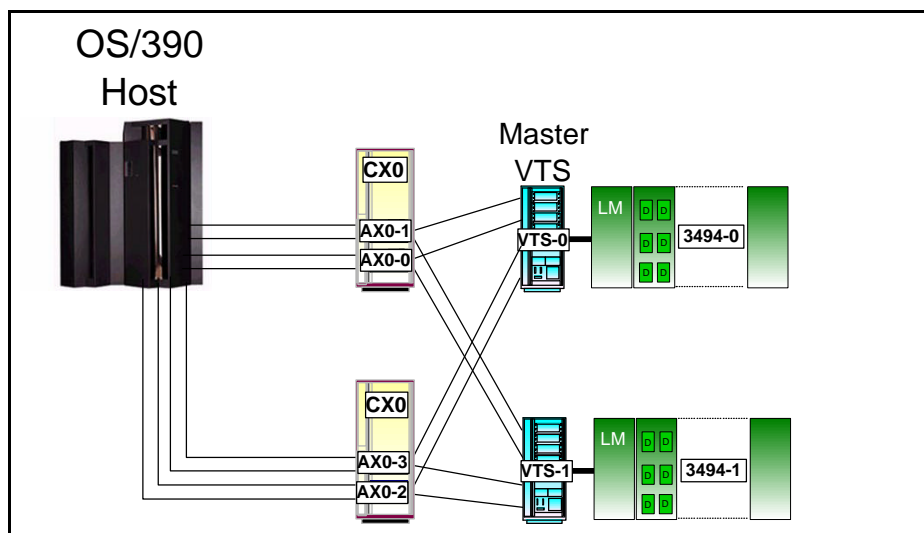 OS/390
Host
Master
VTS
CX0
AX0-1
AX0-0
VTS-0
LM
D D
D D
D D
3494-0
CX0
AX0-3
AX0-2
VTS-1
LM
D D
D D
D D
3494-1